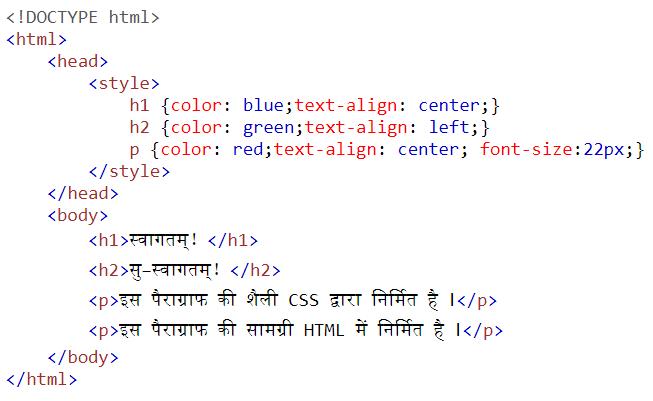 <!DOCTYPE html>
<html>
<head>
<style>
h1 {color: blue;text-align: center;}
h2 {color: green;text-align: left;}
p {color: red;text-align: center; font-size:22px;}
</style>
</head>
<body>
<h1>स्वागतम्! </h1>
<h2>सु-स्वागतम्! </h2>
<p>इस पैराग्राफ की शैली CSS द्वारा निर्मित है ।</p>
<p>इस पैराग्राफ की सामग्री HTML में निर्मित है ।</p>
</body>
</html>